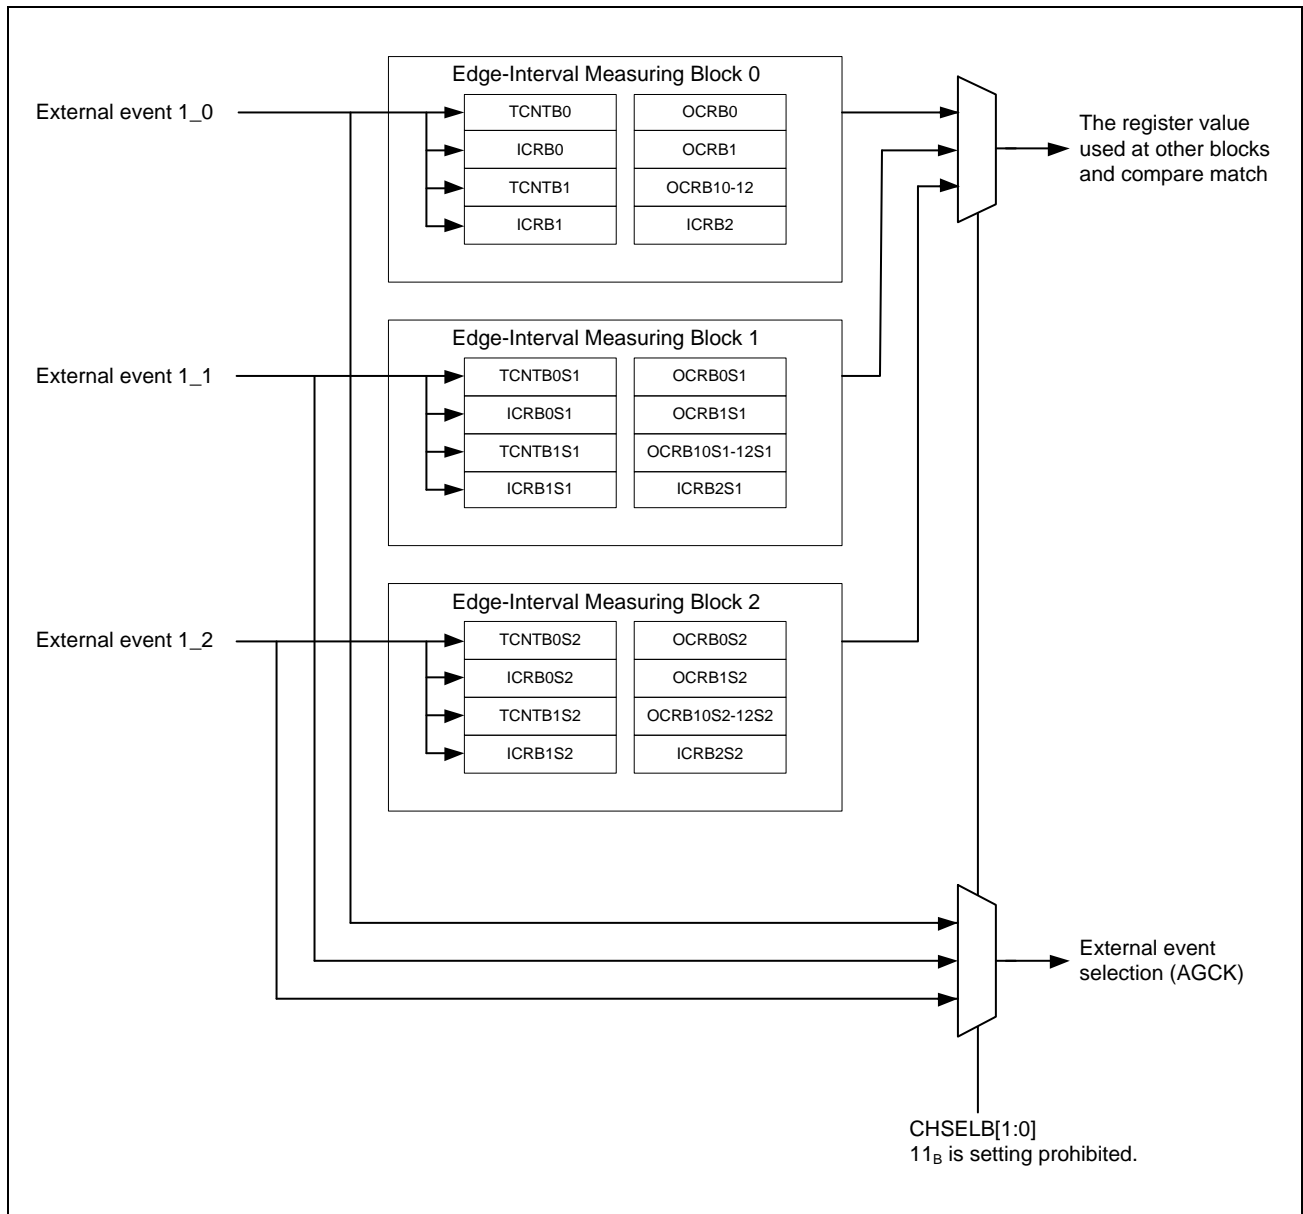 Edge-Interval Measuring Block 0
External event 1_0
TCNTB0
OCRB0
ICRB0
OCRB1
TCNTB1
OCRB10-12
ICRB1
ICRB2
The register value
used at other blocks
and compare match
Edge-Interval Measuring Block 1
External event 1_1
TCNTB0S1
OCRB0S1
ICRB0S1
OCRB1S1
TCNTB1S1
OCRB10S1-12S1
ICRB1S1
ICRB2S1
Edge-Interval Measuring Block 2
External event 1_2
TCNTB0S2
OCRB0S2
ICRB0S2
OCRB1S2
TCNTB1S2
OCRB10S2-12S2
ICRB1S2
ICRB2S2
External event
selection (AGCK)
CHSELB[1:0]
11B is setting prohibited.